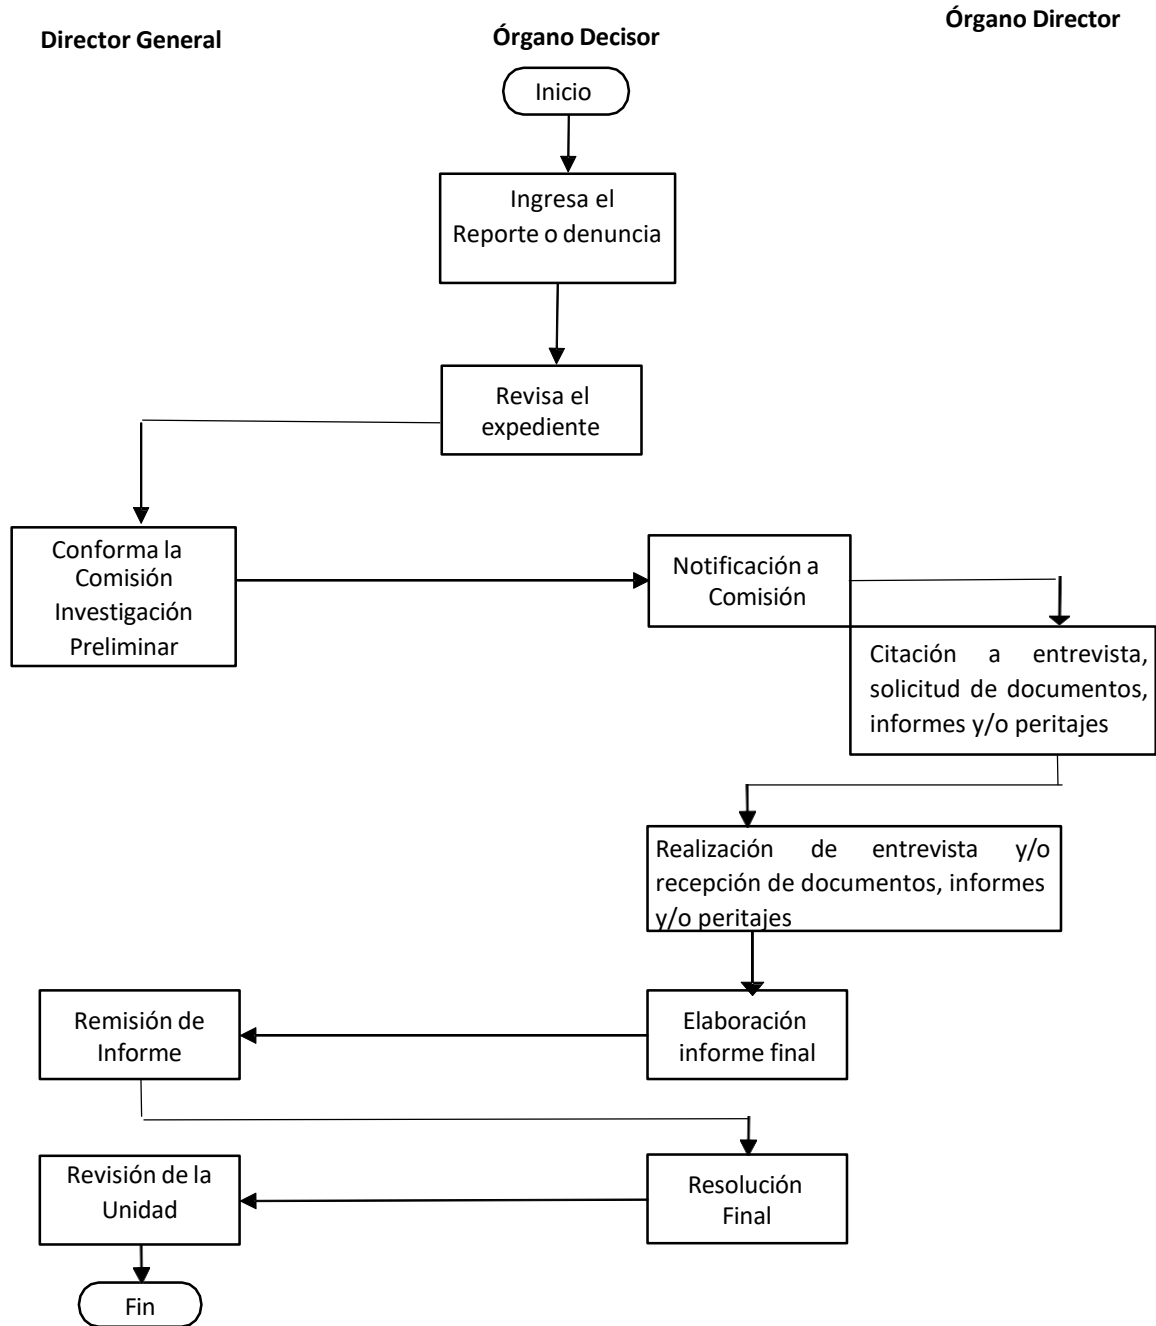 Director General
Órgano Decisor
Órgano Director
Inicio
Ingresa el
Reporte o denuncia
Revisa el
expediente
Conforma la
Comisión
Investigación
Preliminar
Notificación a
Comisión
Citación a entrevista,
solicitud de documentos,
informes y/o peritajes
Realización de entrevista y/o
recepción de documentos, informes
y/o peritajes
Elaboración
informe final
Remisión de
Informe
Resolución
Final
Revisión de la
Unidad
Fin